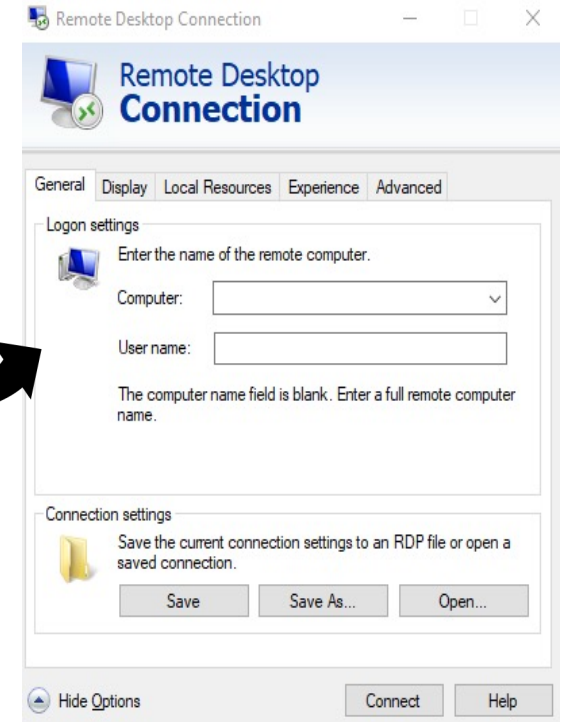 Remote Desktop Connection
Remote Desktop
Connection
General Display Local Resources Experience Advanced
Logon settings
Enter the name of the remote computer.
Computer:
User name:
The computer name field is blank. Enter a full remote computer
name.
Connection settings
Save the current connection settings to an RDP file or open a
saved connection.
Save Save As... Open...
Hide Options Connect Help